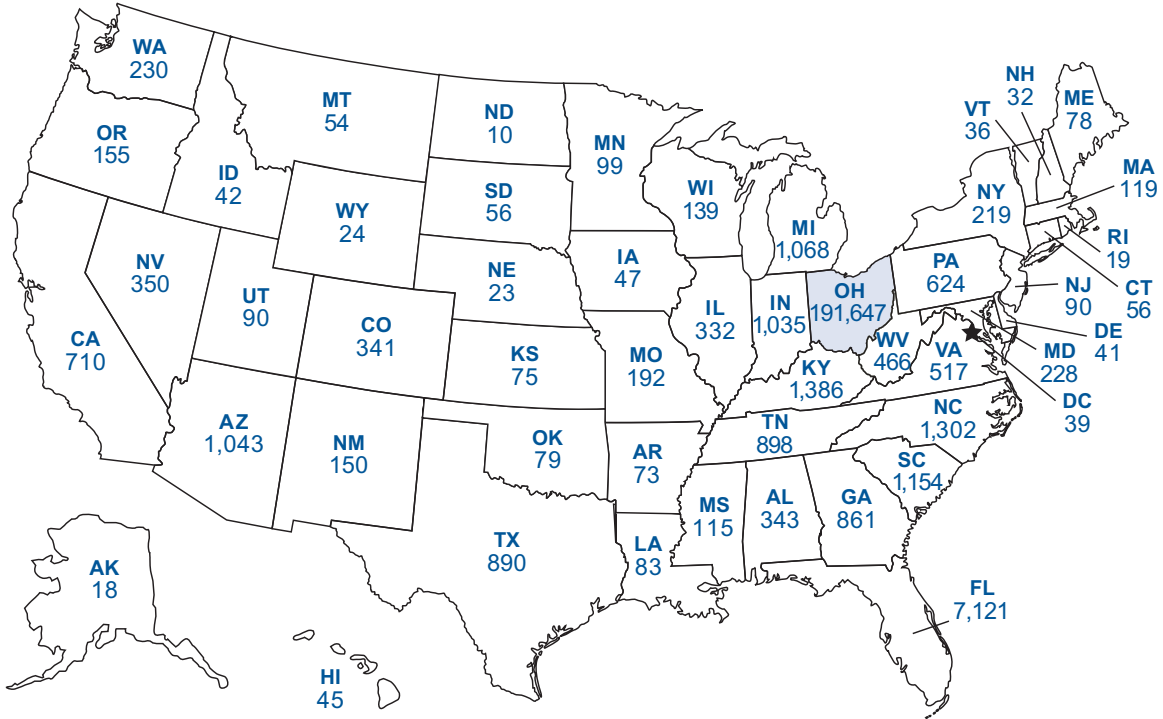 WA
230
OR
155
ID
42
MT
54
ND
10
MN
99
SD
56
WY
24
NV
350
UT
90
CA
710
CO
341
NE
23
IA
47
WI
139
MI
1,068
IL
332
IN
1,035
OH
191,647
PA
624
NY
219
VT
36
NH
32
ME
78
MA
119
RI
19
CT
56
NJ
90
DE
41
MD
228
DC
39
WV
466
VA
517
KY
1,386
KS
75
MO
192
AZ
1,043
NM
150
OK
79
AR
73
TN
898
NC
1,302
SC
1,154
MS
115
AL
343
GA
861
TX
890
LA
83
FL
7,121
AK
18
HI
45